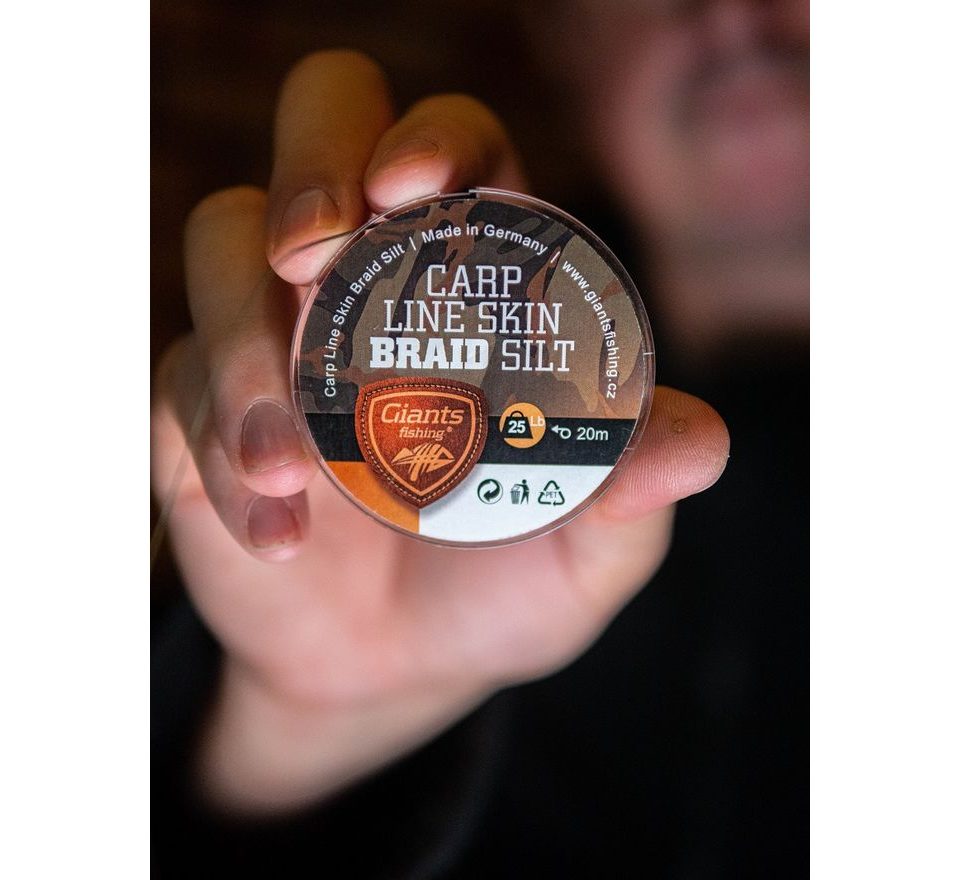 Carp Line Skin Braid Silt | Made in Germany / www.giantsfishing.cz
CARP
LINE SKIN
BRAID SILT
Giants
fishing®
25 Lb
20m
PET